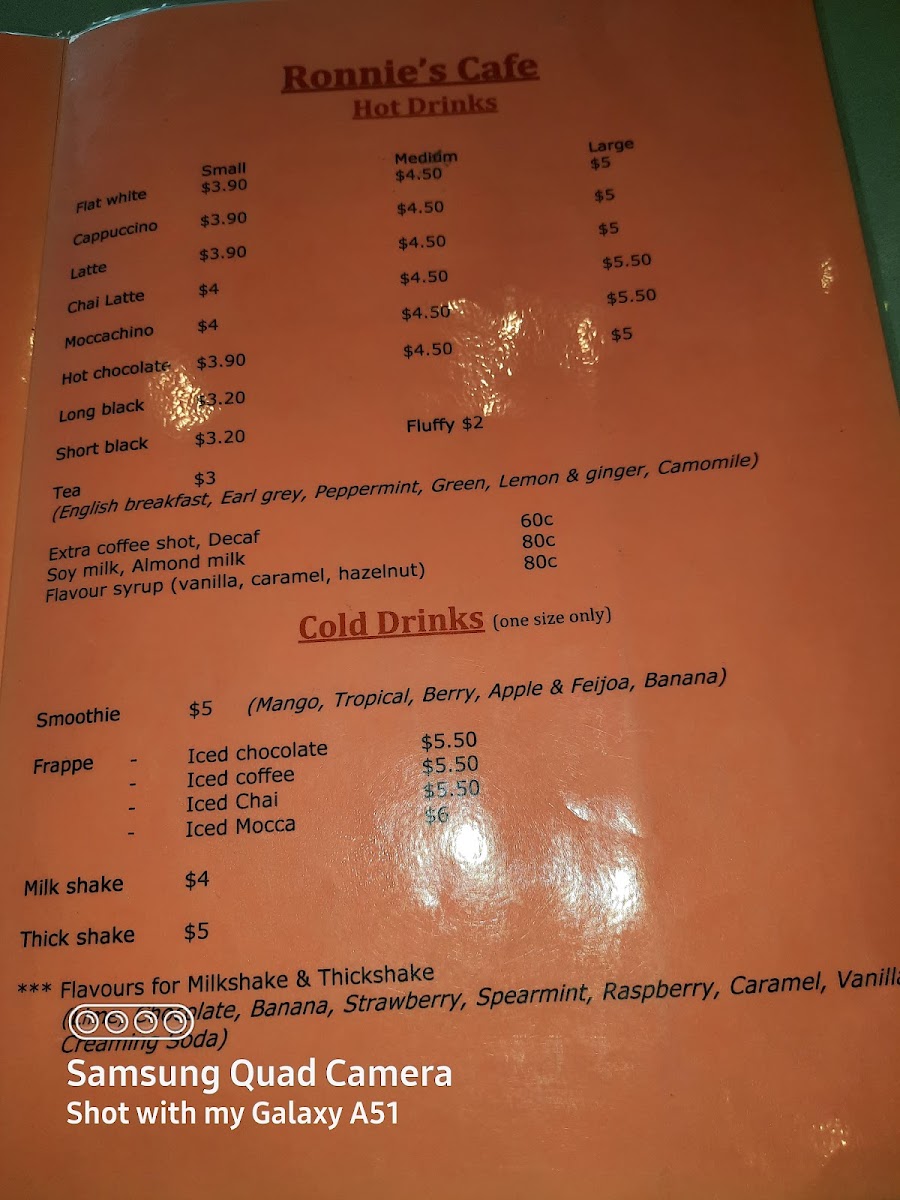 Ronnie's Cafe
Hot Drinks
Small Medium Large
Flat white $3.90 $4.50 $5
Cappuccino $3.90 $4.50 $5
Latte $3.90 $4.50 $5
Chai Latte $4 $4.50 $5.50
Moccachino $4 $4.50 $5.50
Hot chocolate $3.90 $4.50 $5
Long black $3.20
Short black $3.20 Fluffy $2
Tea $3
(English breakfast, Earl grey, Peppermint, Green, Lemon & ginger, Camomile)
Extra coffee shot, Decaf 60c
Soy milk, Almond milk 80c
Flavour syrup (vanilla, caramel, hazelnut) 80c
Cold Drinks (one size only)
Smoothie $5 (Mango, Tropical, Berry, Apple & Feijoa, Banana)
Frappe - Iced chocolate $5.50
- Iced coffee $5.50
- Iced Chai $5.50
- Iced Mocca $6
Milk shake $4
Thick shake $5
*** Flavours for Milkshake & Thickshake
(Lime, Chocolate, Banana, Strawberry, Spearmint, Raspberry, Caramel, Vanilla
Creaming Soda)
Samsung Quad Camera
Shot with my Galaxy A51